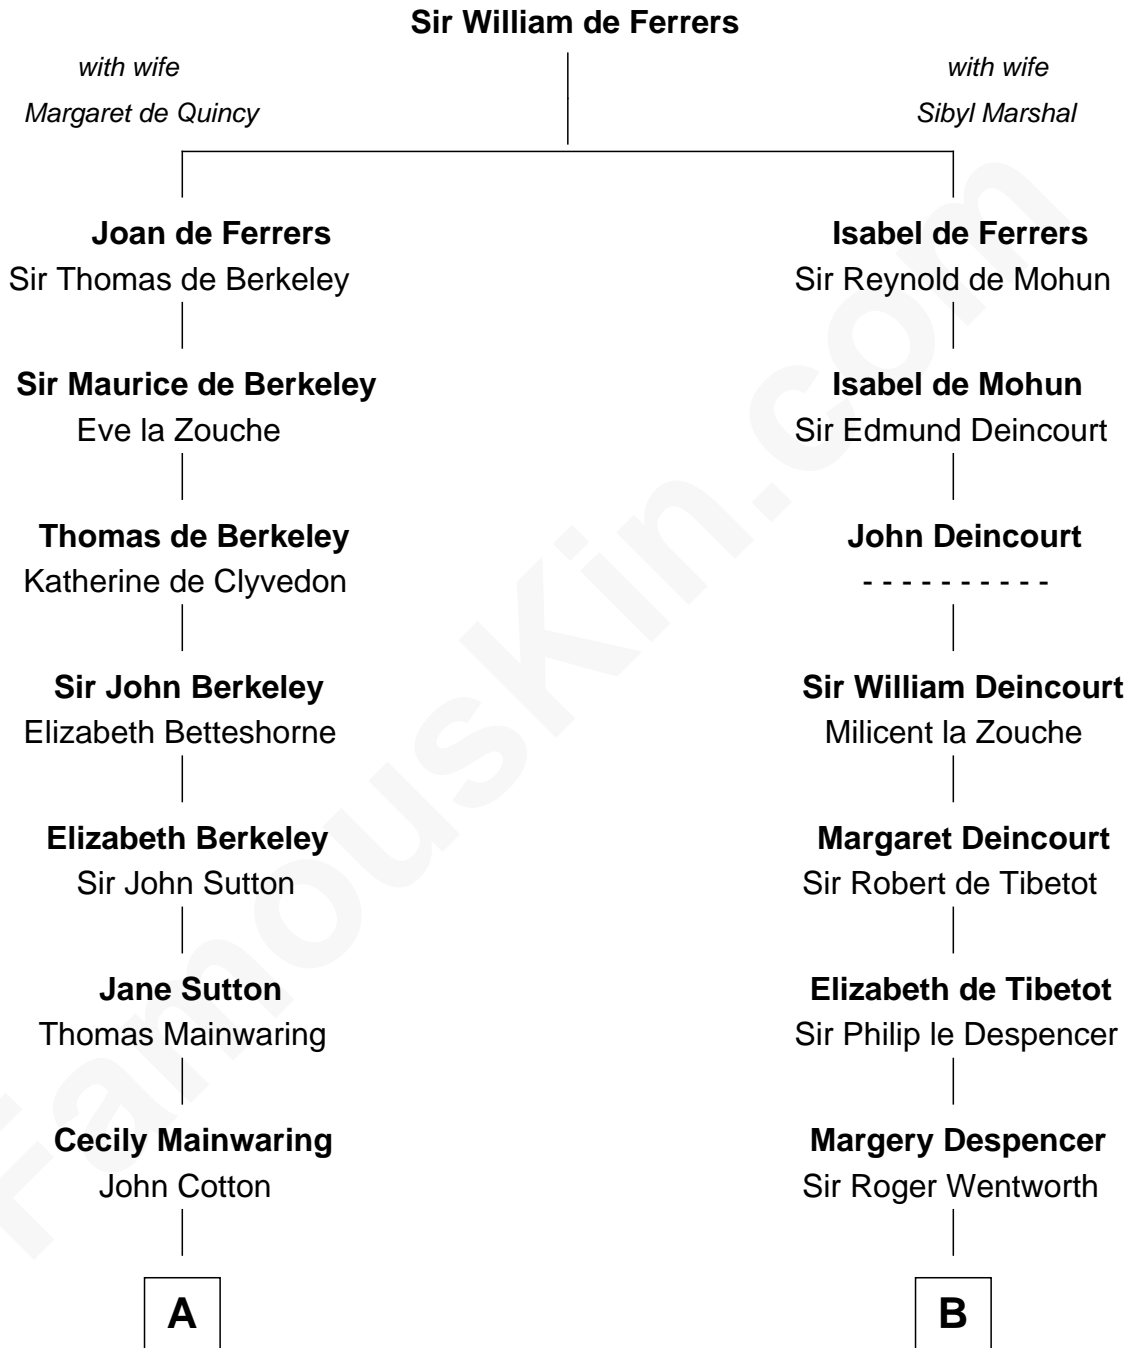 Sir William de Ferrers
with wife
Margaret de Quincy
with wife
Sibyl Marshal
Joan de Ferrers
Sir Thomas de Berkeley
Isabel de Ferrers
Sir Reynold de Mohun
Sir Maurice de Berkeley
Eve la Zouche
Isabel de Mohun
Sir Edmund Deincourt
Thomas de Berkeley
Katherine de Clyvedon
John Deincourt
- - - - - - - - - -
Sir John Berkeley
Elizabeth Betteshorne
Sir William Deincourt
Milicent la Zouche
Elizabeth Berkeley
Sir John Sutton
Margaret Deincourt
Sir Robert de Tibetot
Jane Sutton
Thomas Mainwaring
Elizabeth de Tibetot
Sir Philip le Despencer
Cecily Mainwaring
John Cotton
Margery Despencer
Sir Roger Wentworth
A
B
FamousKin.com